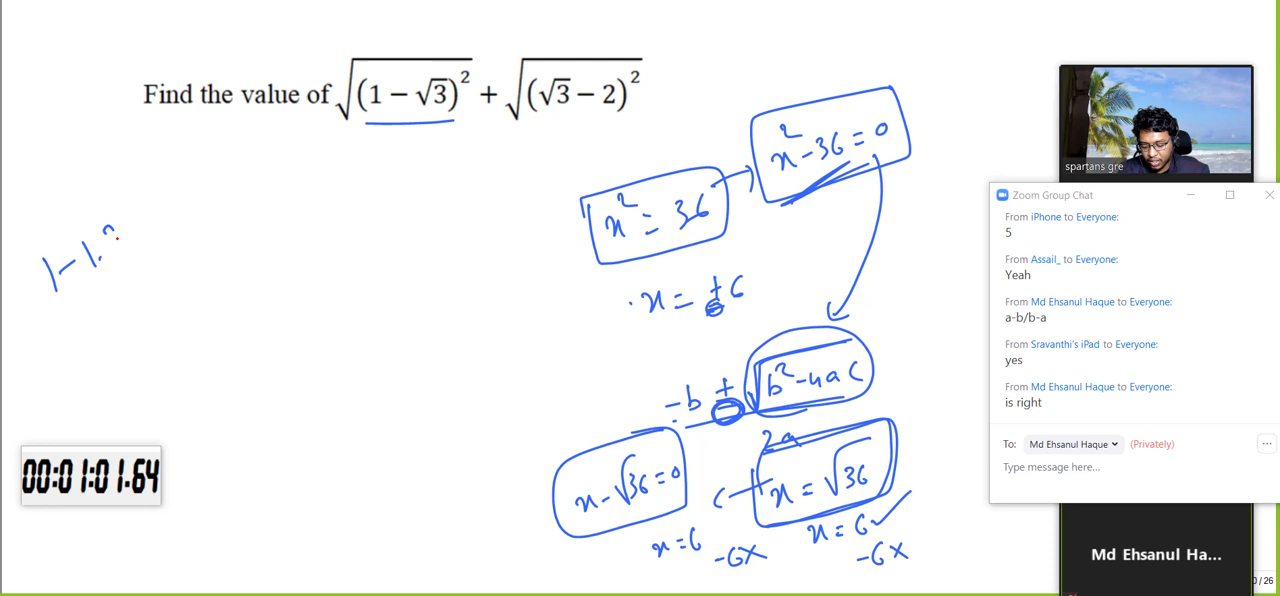 Find the value of √(1 − √3)² + √(√3 − 2)²
x² − 36 = 0
x² = 36
x = ± 6
1 − 1.
−b ± √b² − 4ac
2a
x − √36 = 0
x = √36
x = 6
−6 ×
x = 6 ✓
−6 ×
00:01:01.64
spartans gre
Zoom Group Chat
From iPhone to Everyone:
5
From Assail_ to Everyone:
Yeah
From Md Ehsanul Haque to Everyone:
a-b/b-a
From Sravanthi's iPad to Everyone:
yes
From Md Ehsanul Haque to Everyone:
is right
To: Md Ehsanul Haque (Privately)
Type message here...
Md Ehsanul Ha...
0 / 26